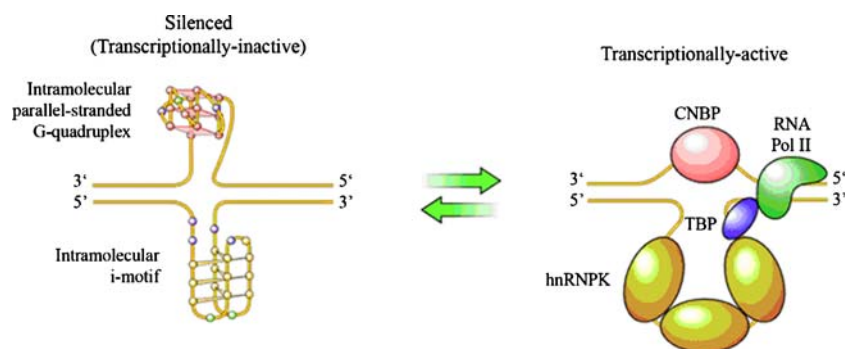 Silenced
(Transcriptionally-inactive)
Intramolecular
parallel-stranded
G-quadruplex
3‘
5‘
5‘
3‘
Intramolecular
i-motif
Transcriptionally-active
CNBP
RNA
Pol II
3‘
5‘
5‘
3‘
TBP
hnRNPK